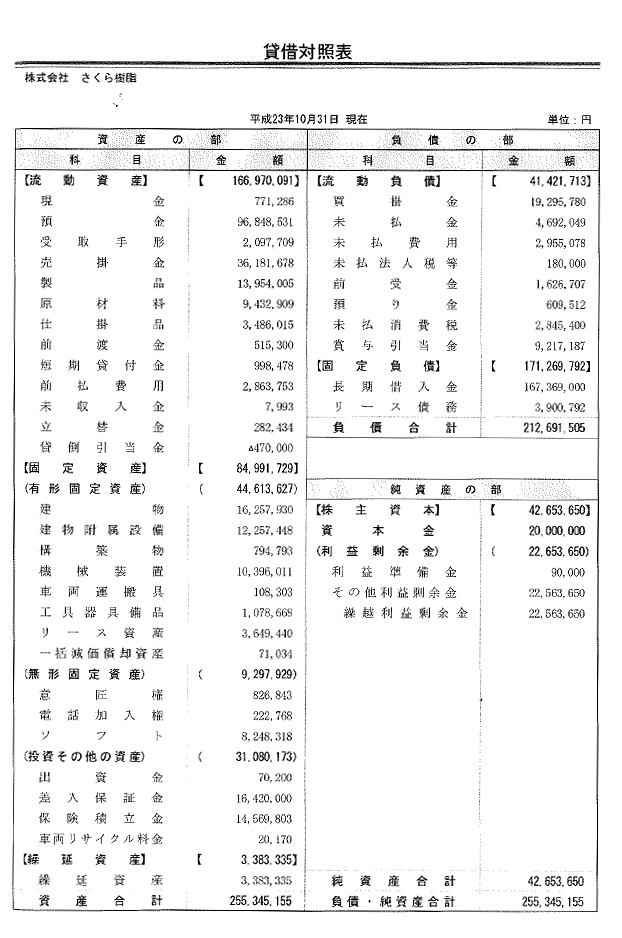 貸借対照表
株式会社 さくら樹脂
平成23年10月31日 現在 単位:円
資産の部
科目 金額
【流動資産】 【 166,970,091】
現金 771,286
預金 96,848,531
受取手形 2,097,709
売掛金 36,181,678
製品 13,954,005
原材料 9,432,909
仕掛品 3,486,015
前渡金 515,300
短期貸付金 998,478
前払費用 2,863,753
未収入金 7,993
立替金 282,434
貸倒引当金 △470,000
【固定資産】 【 84,991,729】
(有形固定資産) ( 44,613,627)
建物 16,257,930
建物附属設備 12,257,448
構築物 794,793
機械装置 10,396,011
車両運搬具 108,303
工具器具備品 1,078,668
リース資産 3,649,440
一括減価償却資産 71,034
(無形固定資産) ( 9,297,929)
意匠権 826,843
電話加入権 222,768
ソフト 8,248,318
(投資その他の資産) ( 31,080,173)
出資金 70,200
差入保証金 16,420,000
保険積立金 14,569,803
車両リサイクル料金 20,170
【繰延資産】 【 3,383,335】
繰延資産 3,383,335
資産合計 255,345,155
負債の部
科目 金額
【流動負債】 【 41,421,713】
買掛金 19,295,780
未払金 4,692,049
未払費用 2,955,078
未払法人税等 180,000
前受金 1,626,707
預り金 609,512
未払消費税 2,845,400
賞与引当金 9,217,187
【固定負債】 【 171,269,792】
長期借入金 167,369,000
リース債務 3,900,792
負債合計 212,691,505
純資産の部
【株主資本】 【 42,653,650】
資本金 20,000,000
(利益剰余金) ( 22,653,650)
利益準備金 90,000
その他利益剰余金 22,563,650
繰越利益剰余金 22,563,650
純資産合計 42,653,650
負債・純資産合計 255,345,155